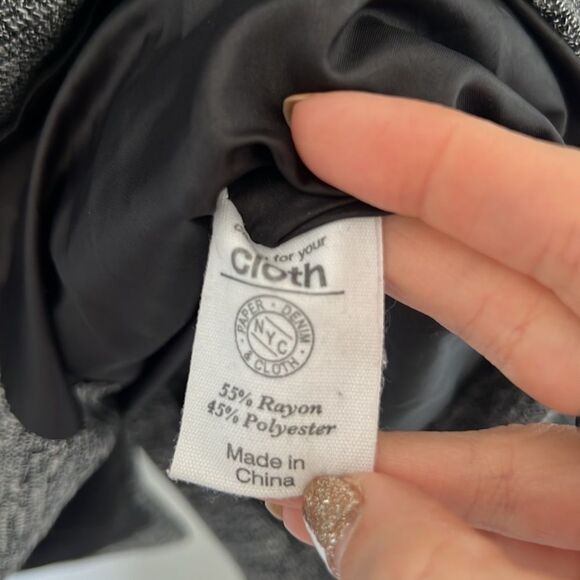 for your
Cloth
PAPER · DENIM
& CLOTH ·
NYC
55% Rayon
45% Polyester
Made in
China